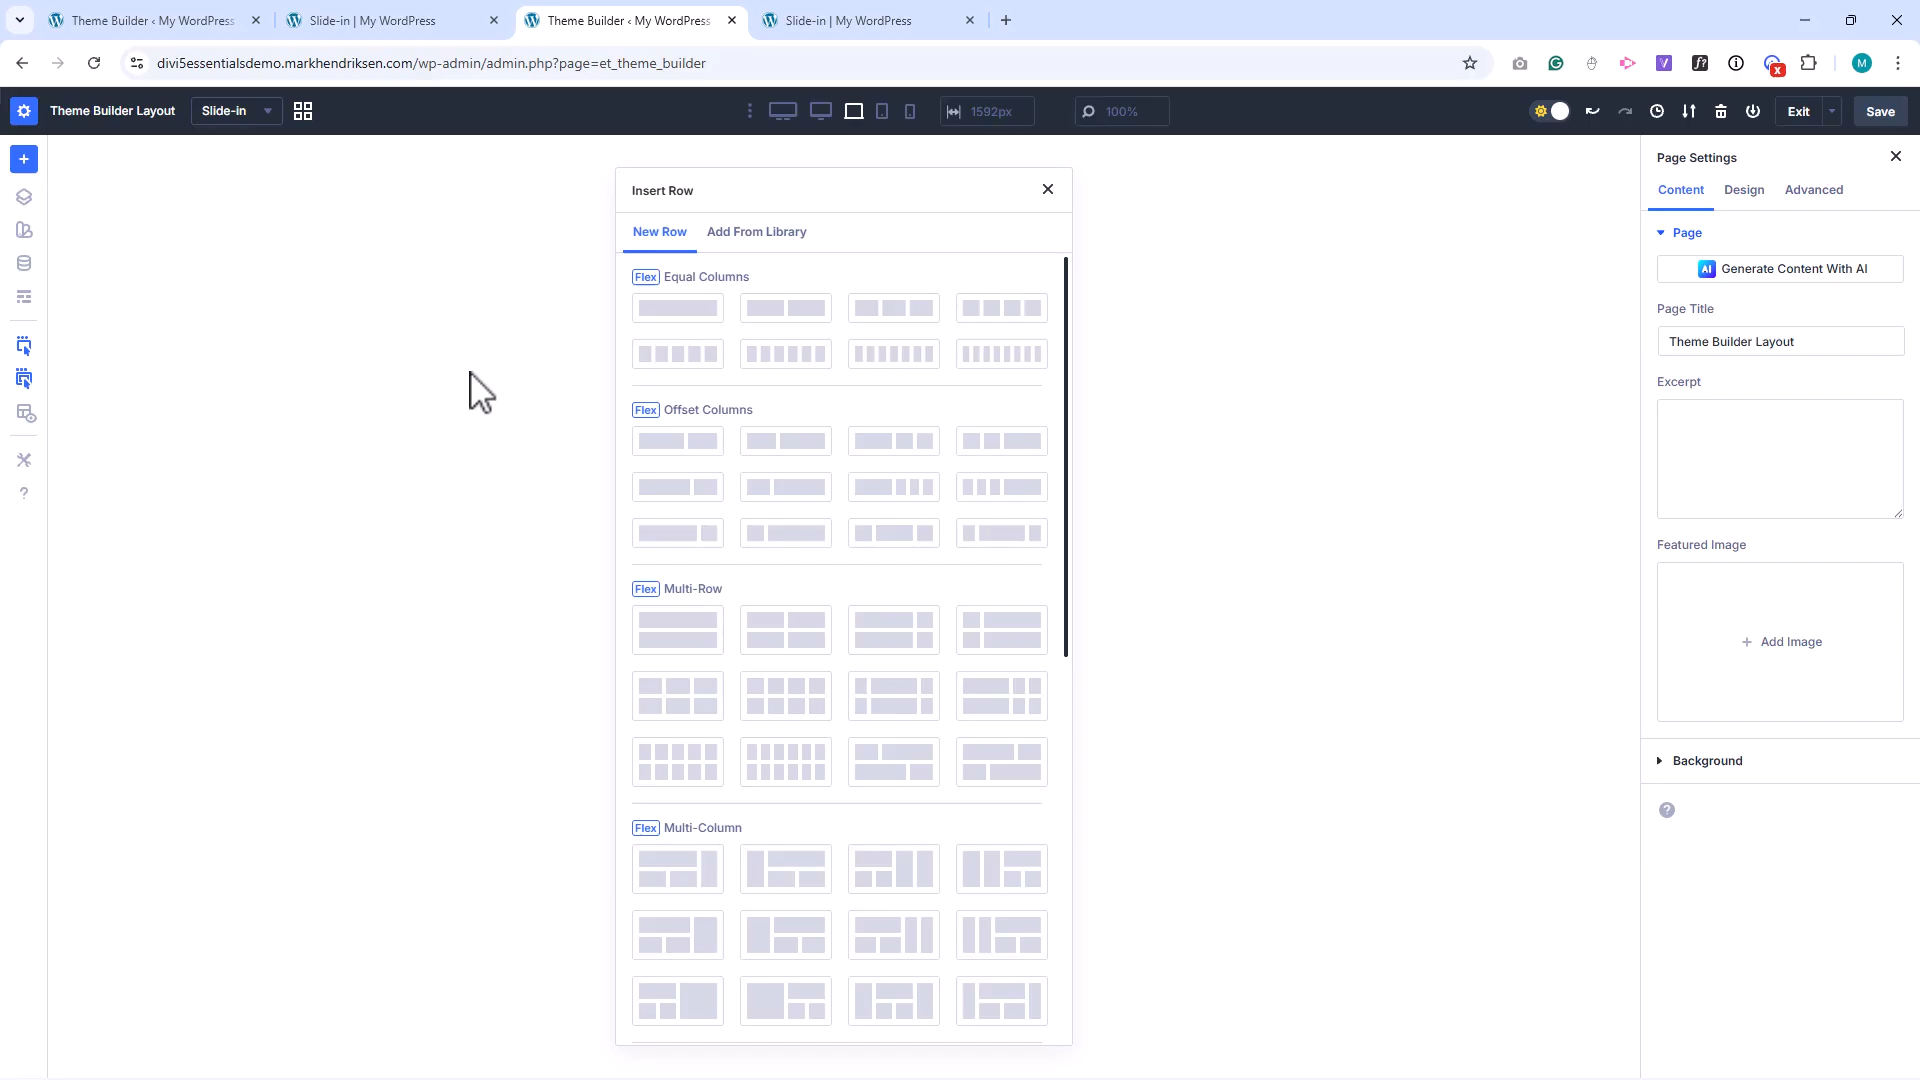 Theme Builder ‹ My WordPress
Slide-in | My WordPress
Theme Builder ‹ My WordPress
Slide-in | My WordPress
divi5essentialsdemo.markhendriksen.com/wp-admin/admin.php?page=et_theme_builder
M
Theme Builder Layout
Slide-in
1592px
100%
Exit
Save
Insert Row
New Row
Add From Library
Flex Equal Columns
Flex Offset Columns
Flex Multi-Row
Flex Multi-Column
Page Settings
Content
Design
Advanced
Page
AI Generate Content With AI
Page Title
Theme Builder Layout
Excerpt
Featured Image
+ Add Image
Background